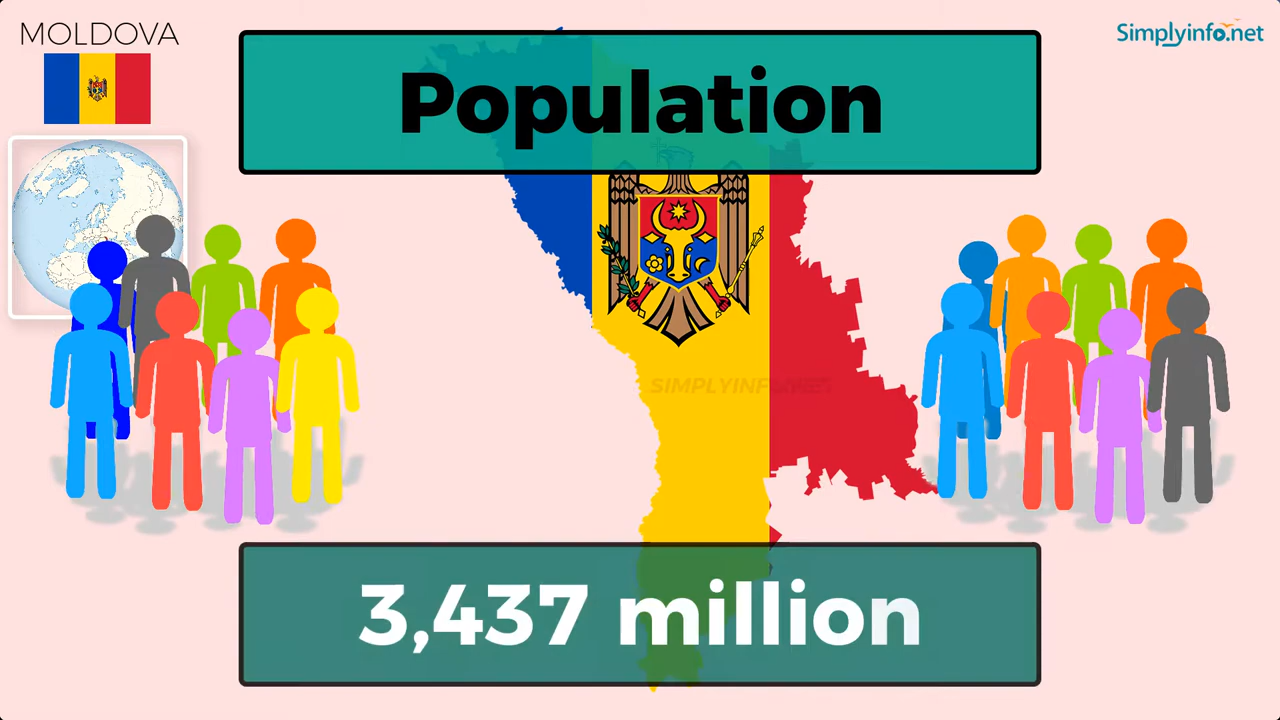 MOLDOVA
Simplyinfo.net
Population
SIMPLYINFO.NET
3,437 million